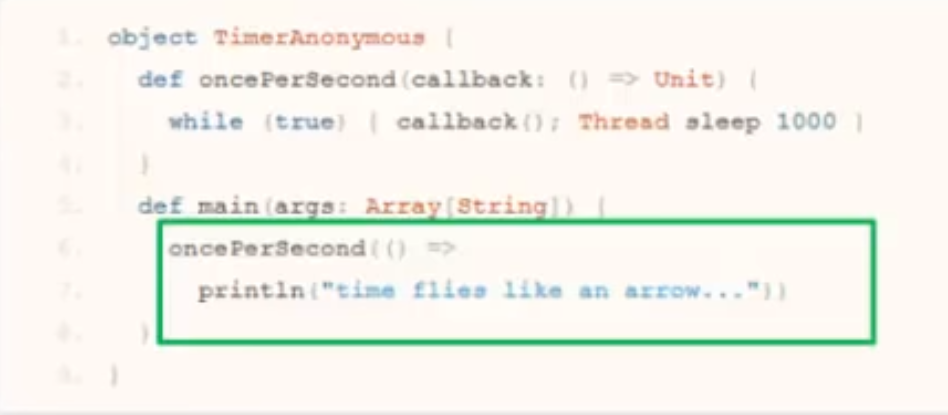 1. object TimerAnonymous {
2. def oncePerSecond(callback: () => Unit) {
3. while (true) { callback(); Thread sleep 1000 }
4. }
5. def main(args: Array[String]) {
6. oncePerSecond(() =>
7. println("time flies like an arrow..."))
8. }
9. }